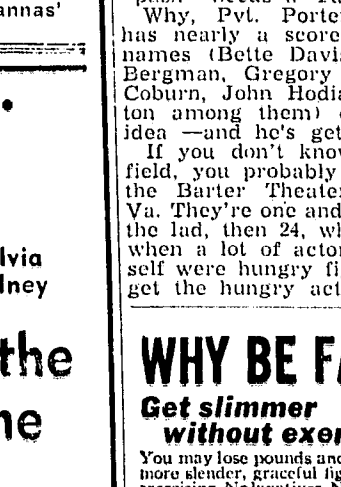 annas'
lvia
lney
the
ne
Why, Pvt. Porte
has nearly a score
names (Bette Davi
Bergman, Gregory
Coburn, John Hodia
ton among them)
idea —and he's get
If you don't know
field, you probably
the Barter Theate
Va. They're one and
the lad, then 24, wh
when a lot of actor
self were hungry fi
get the hungry act
WHY BE FA
Get slimmer
without exer
You may lose pounds and
more slender, graceful fig